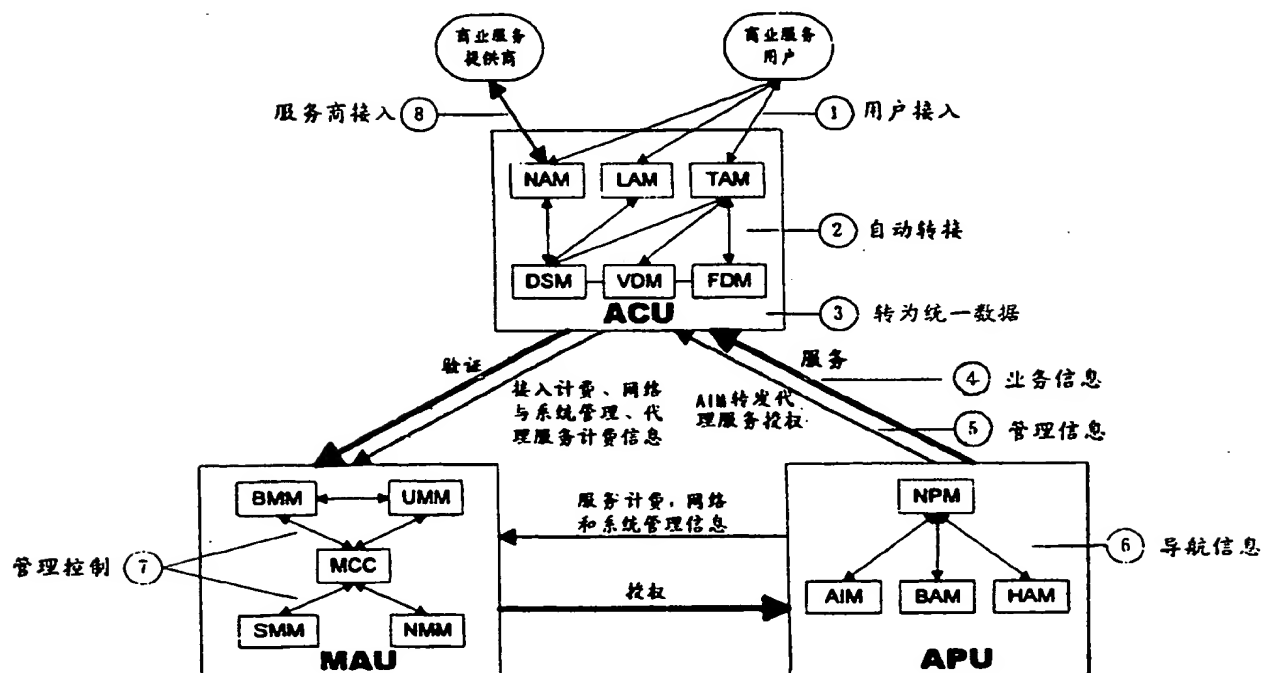 商业服务
提供商
商业服务
用户
服务商接入 8
1 用户接入
NAM LAM TAM
2 自动转接
DSM VDM FDM
ACU
3 转为统一数据
验证
服务
4 业务信息
接入计费、网络
与系统管理、代
理服务计费信息
AIM转发代
理服务授权
5 管理信息
BMM UMM
MCC
SMM NMM
MAU
管理控制 7
服务计费,网络
和系统管理信息
授权
NPM
6 导航信息
AIM BAM HAM
APU